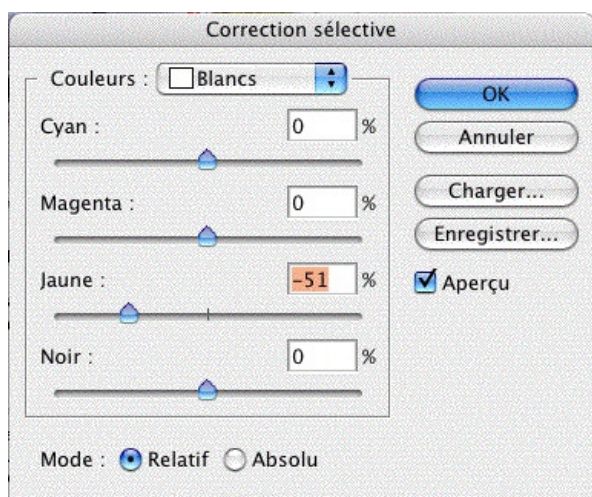 Correction sélective
Couleurs : Blancs
OK
Cyan : 0 %
Annuler
Magenta : 0 %
Charger...
Enregistrer...
Jaune : -51 %
Aperçu
Noir : 0 %
Mode : Relatif Absolu